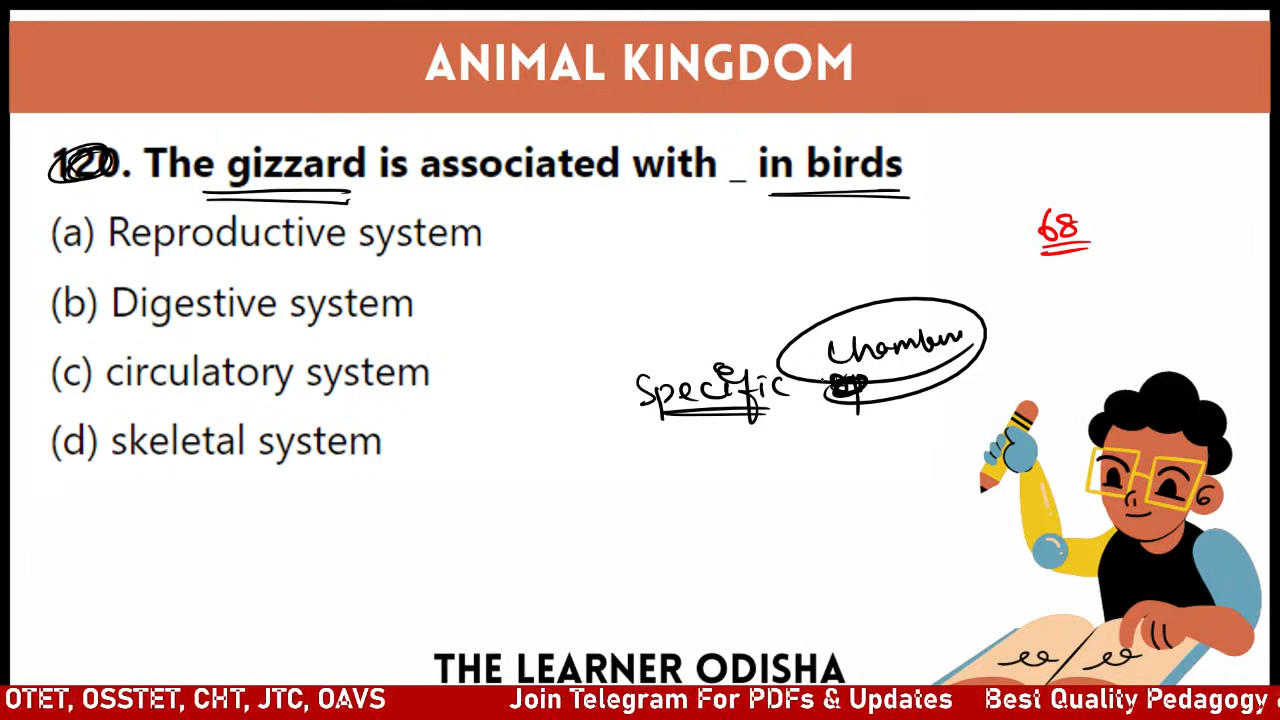 ANIMAL KINGDOM
120. The gizzard is associated with _ in birds
(a) Reproductive system
68
(b) Digestive system
(c) circulatory system
Specific
(d) skeletal system
THE LEARNER ODISHA
OTET, OSSTET, CHT, JTC, OAVS Join Telegram For PDFs & Updates Best Quality Pedagogy